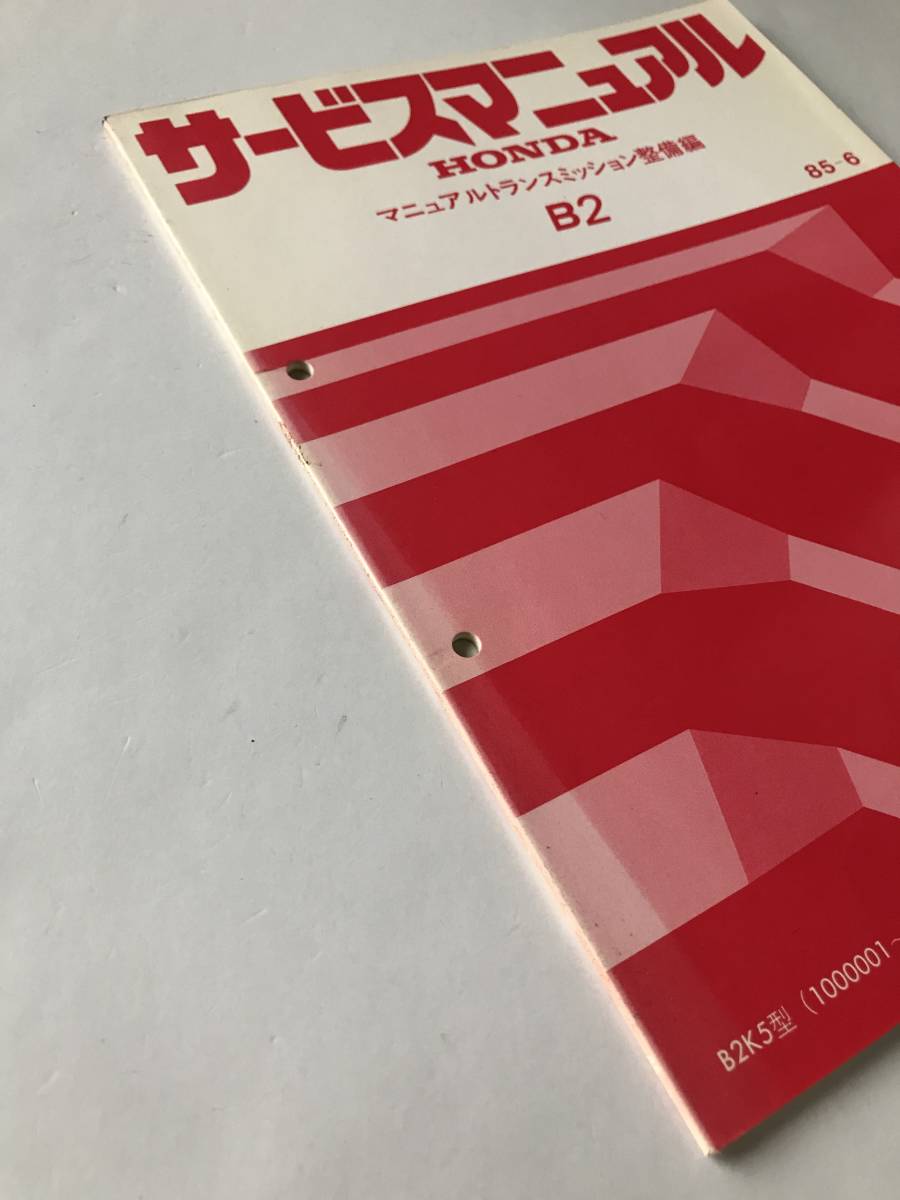 サービスマニュアル
HONDA
マニュアルトランスミッション整備編
85-6
B2
B2K5型 (1000001~